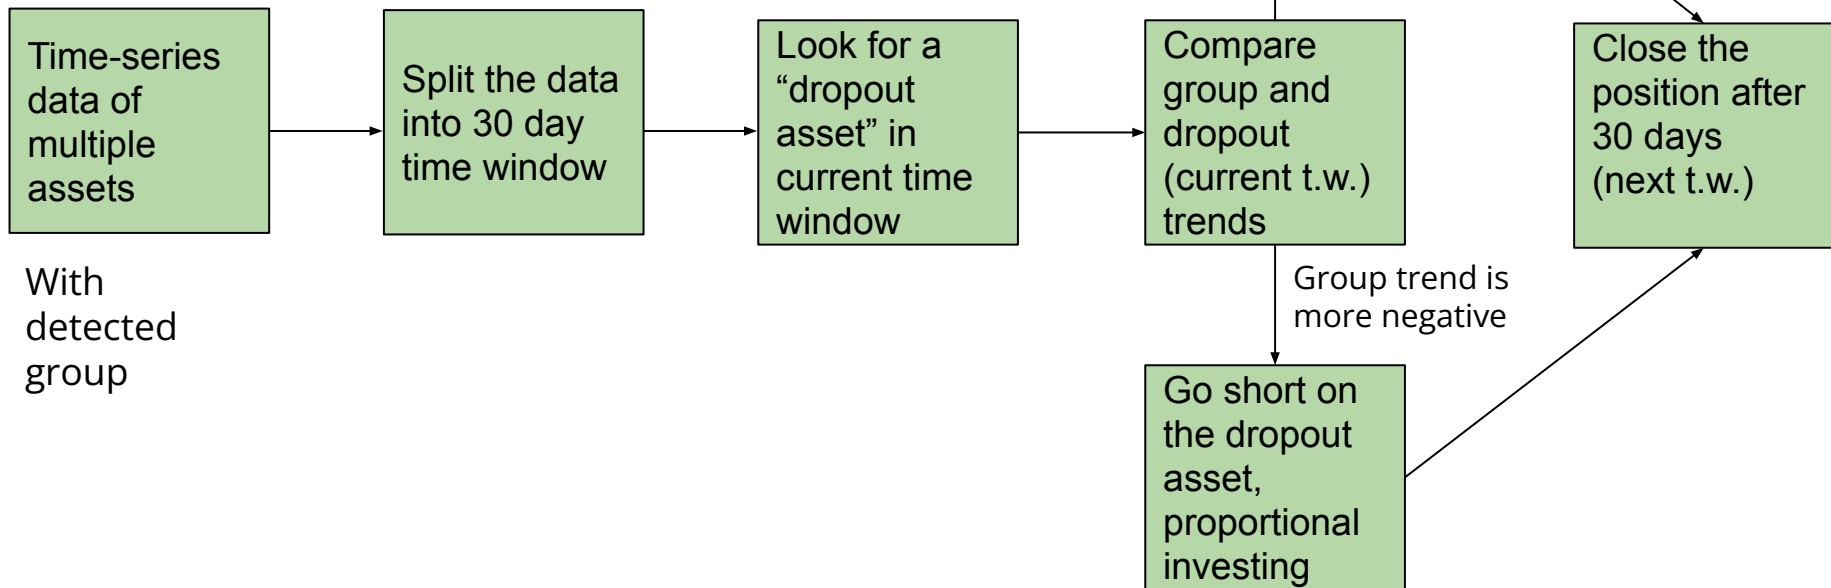 Time-series
data of
multiple
assets
With
detected
group
Split the data
into 30 day
time window
Look for a
“dropout
asset” in
current time
window
Compare
group and
dropout
(current t.w.)
trends
Group trend is
more negative
Go short on
the dropout
asset,
proportional
investing
Close the
position after
30 days
(next t.w.)